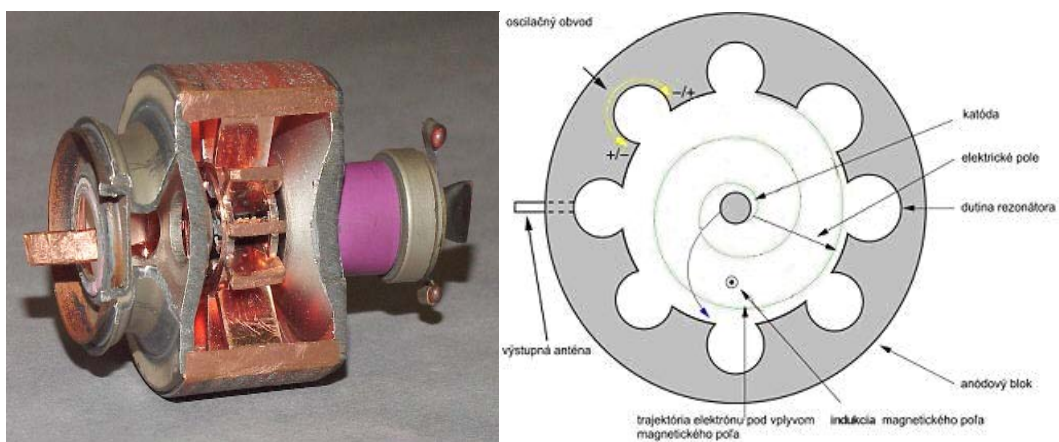 oscilačný obvod
−/+
+/−
katóda
elektrické pole
dutina rezonátora
výstupná anténa
anódový blok
trajektória elektrónu pod vplyvom
magnetického poľa
indukcia magnetického poľa